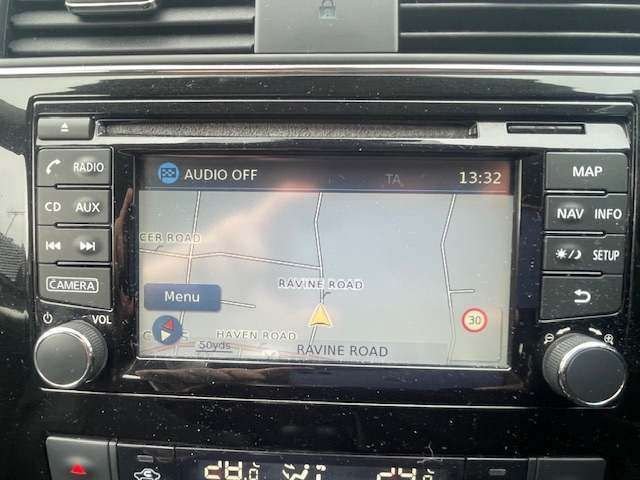 RADIO
CD AUX
CAMERA
VOL
AUDIO OFF TA 13:32
CER ROAD
RAVINE ROAD
Menu
30
HAVEN ROAD
50yds
RAVINE ROAD
MAP
NAV INFO
SETUP